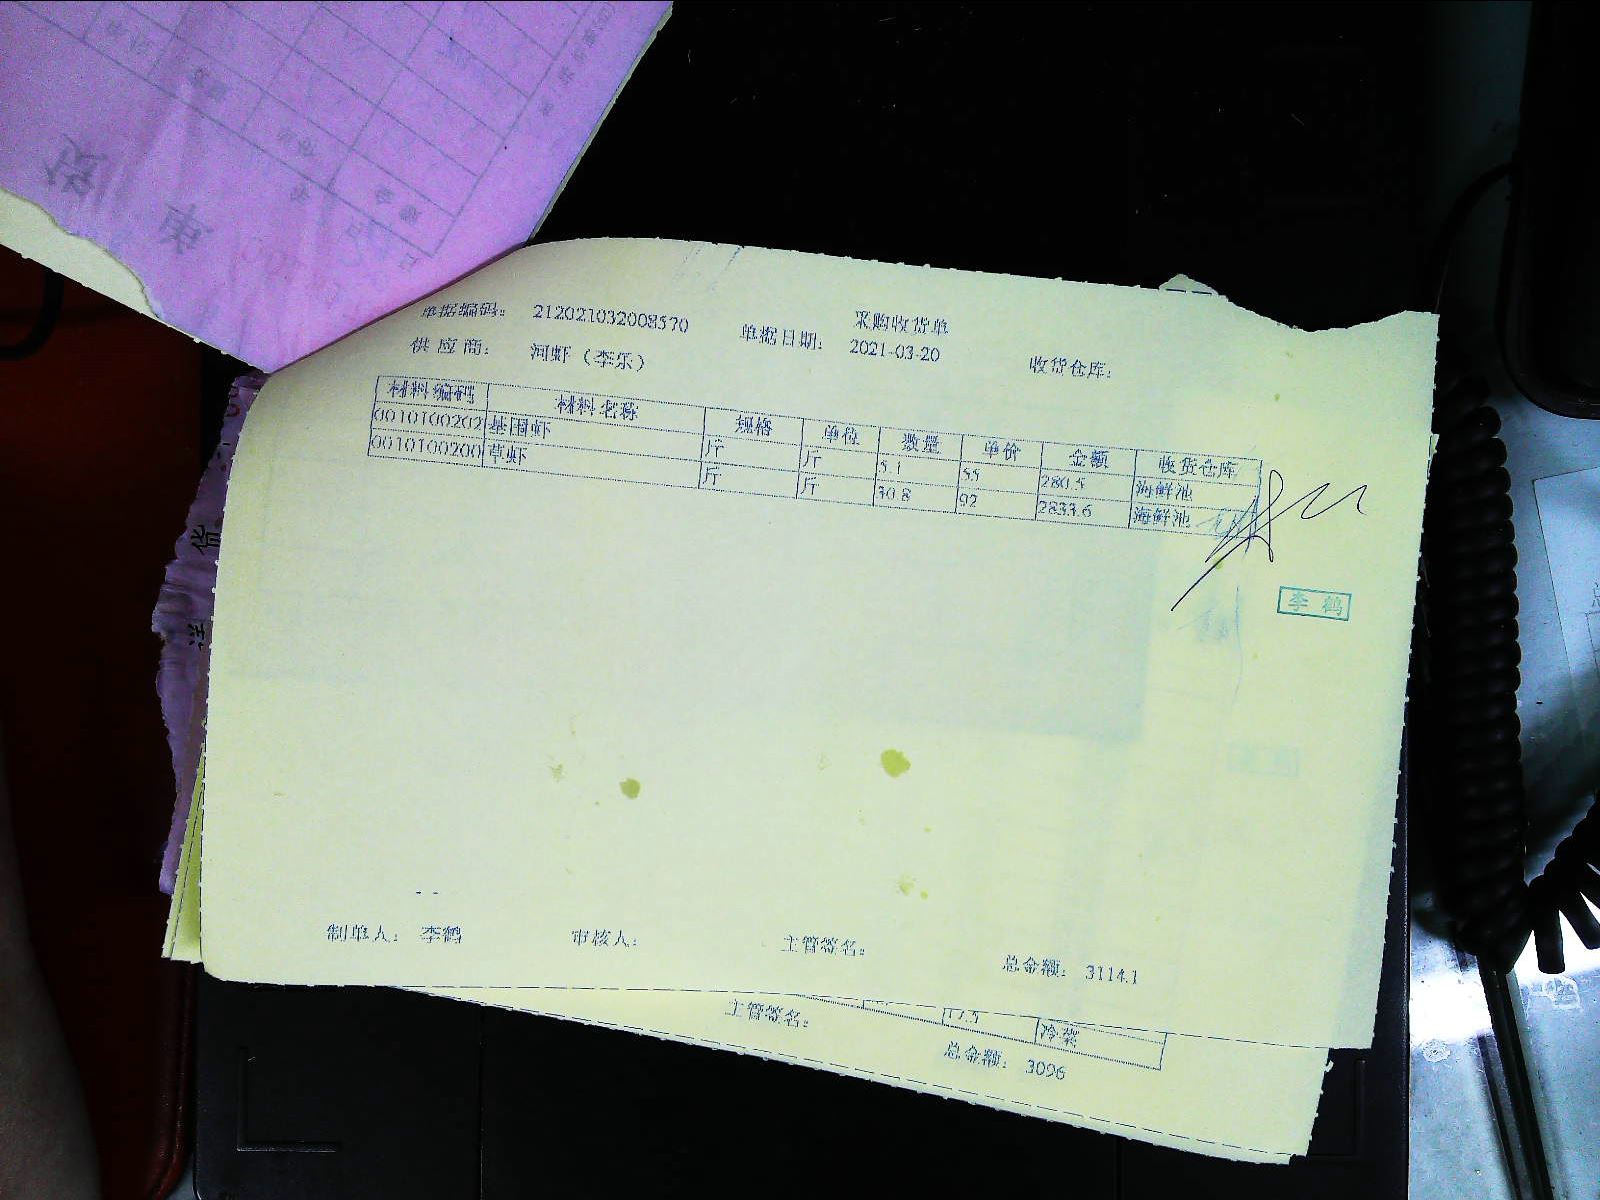 采购收货单
单据编码： 212021032008570 单据日期： 2021-03-20 收货仓库：
供应商： 河虾（李乐）
材料编码 材料名称 规格 单位 数量 单价 金额 收货仓库
0010100202 基围虾 斤 斤 5.1 55 280.5 海鲜池
0010100200 草虾 斤 斤 30.8 92 2833.6 海鲜池
李鹤
- -
制单人： 李鹤 审核人： 主管签名： 总金额： 3114.1
17.5 冷菜
主管签名： 总金额： 3096